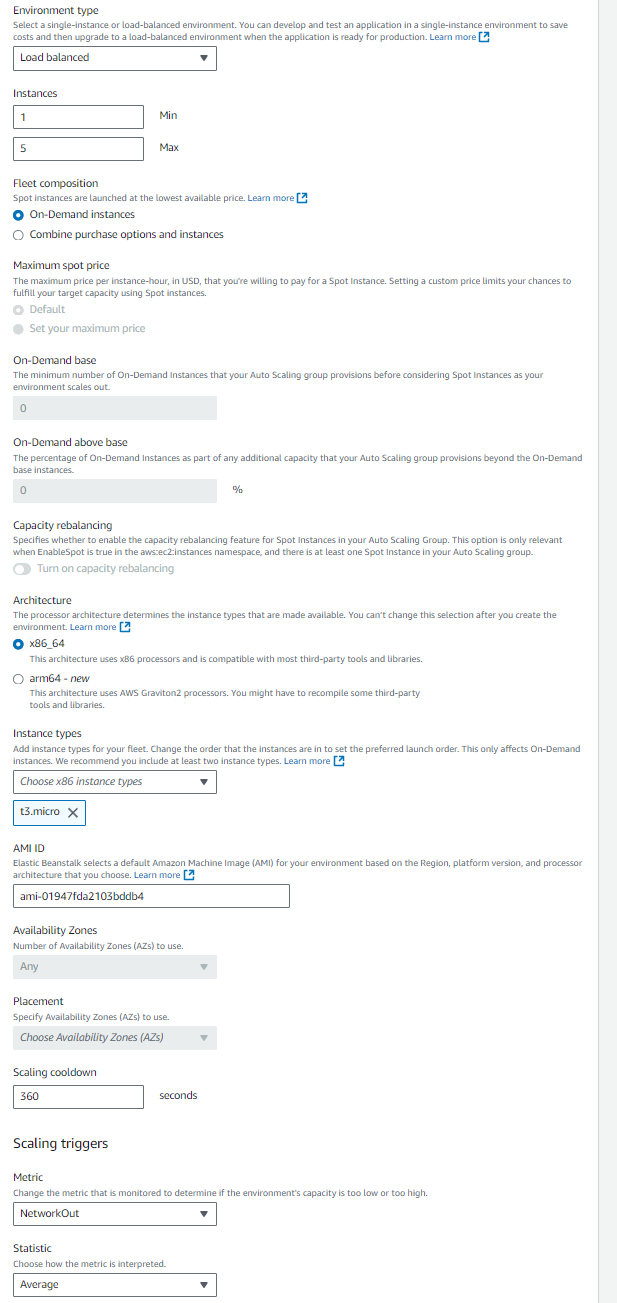 Environment type
Select a single-instance or load-balanced environment. You can develop and test an application in a single-instance environment to save
costs and then upgrade to a load-balanced environment when the application is ready for production. Learn more
Load balanced
Instances
1 Min
5 Max
Fleet composition
Spot instances are launched at the lowest available price. Learn more
On-Demand instances
Combine purchase options and instances
Maximum spot price
The maximum price per instance-hour, in USD, that you're willing to pay for a Spot Instance. Setting a custom price limits your chances to
fulfill your target capacity using Spot instances.
Default
Set your maximum price
On-Demand base
The minimum number of On-Demand Instances that your Auto Scaling group provisions before considering Spot Instances as your
environment scales out.
0
On-Demand above base
The percentage of On-Demand Instances as part of any additional capacity that your Auto Scaling group provisions beyond the On-Demand
base instances.
0 %
Capacity rebalancing
Specifies whether to enable the capacity rebalancing feature for Spot Instances in your Auto Scaling Group. This option is only relevant
when EnableSpot is true in the aws:ec2:instances namespace, and there is at least one Spot Instance in your Auto Scaling group.
Turn on capacity rebalancing
Architecture
The processor architecture determines the instance types that are made available. You can't change this selection after you create the
environment. Learn more
x86_64
This architecture uses x86 processors and is compatible with most third-party tools and libraries.
arm64 - new
This architecture uses AWS Graviton2 processors. You might have to recompile some third-party
tools and libraries.
Instance types
Add instance types for your fleet. Change the order that the instances are in to set the preferred launch order. This only affects On-Demand
instances. We recommend you include at least two instance types. Learn more
Choose x86 instance types
t3.micro
AMI ID
Elastic Beanstalk selects a default Amazon Machine Image (AMI) for your environment based on the Region, platform version, and processor
architecture that you choose. Learn more
ami-01947fda2103bddb4
Availability Zones
Number of Availability Zones (AZs) to use.
Any
Placement
Specify Availability Zones (AZs) to use.
Choose Availability Zones (AZs)
Scaling cooldown
360 seconds
Scaling triggers
Metric
Change the metric that is monitored to determine if the environment's capacity is too low or too high.
NetworkOut
Statistic
Choose how the metric is interpreted.
Average